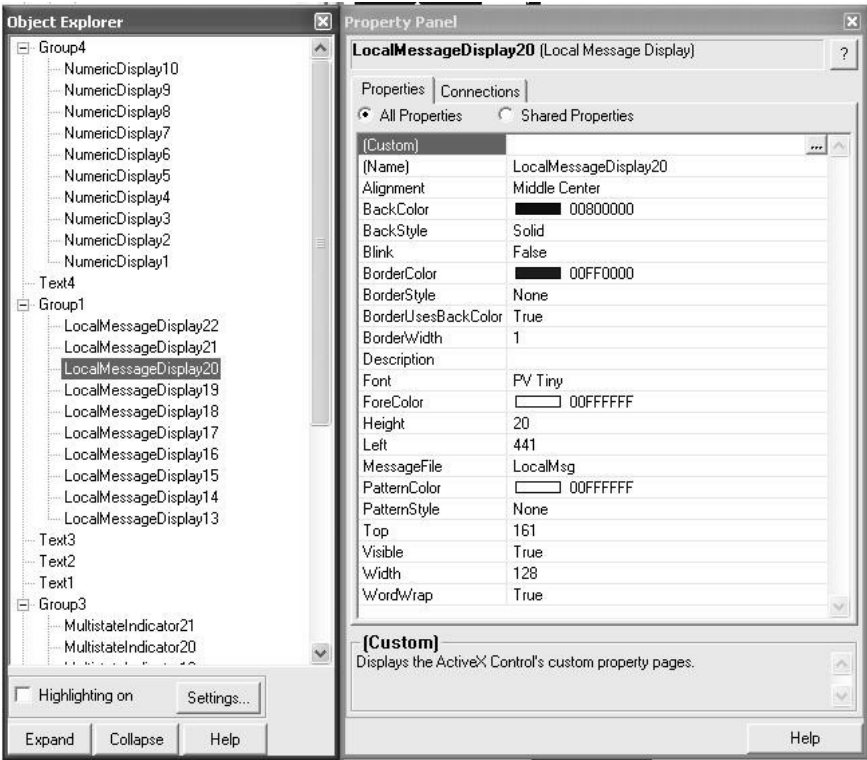 Object Explorer
Group4
NumericDisplay10
NumericDisplay9
NumericDisplay8
NumericDisplay7
NumericDisplay6
NumericDisplay5
NumericDisplay4
NumericDisplay3
NumericDisplay2
NumericDisplay1
Text4
Group1
LocalMessageDisplay22
LocalMessageDisplay21
LocalMessageDisplay20
LocalMessageDisplay19
LocalMessageDisplay18
LocalMessageDisplay17
LocalMessageDisplay16
LocalMessageDisplay15
LocalMessageDisplay14
LocalMessageDisplay13
Text3
Text2
Text1
Group3
MultistateIndicator21
MultistateIndicator20
Highlighting on
Settings...
Expand Collapse Help
Property Panel
LocalMessageDisplay20 (Local Message Display) ?
Properties Connections
All Properties Shared Properties
(Custom) ...
(Name) LocalMessageDisplay20
Alignment Middle Center
BackColor 00800000
BackStyle Solid
Blink False
BorderColor 00FF0000
BorderStyle None
BorderUsesBackColor True
BorderWidth 1
Description
Font PV Tiny
ForeColor 00FFFFFF
Height 20
Left 441
MessageFile LocalMsg
PatternColor 00FFFFFF
PatternStyle None
Top 161
Visible True
Width 128
WordWrap True
(Custom)
Displays the ActiveX Control's custom property pages.
Help